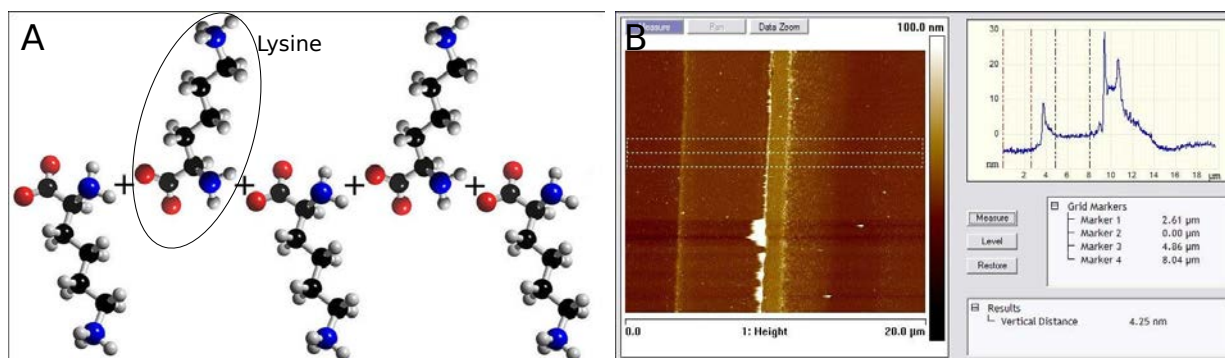 A
Lysine
+ + + +
B
Measure Pan Data Zoom
100.0 nm
0.0 1: Height 20.0 µm
30
20
10
0
nm
2 4 6 8 10 12 14 16 18 µm
Measure
Level
Restore
Grid Markers
Marker 1 2.61 µm
Marker 2 0.00 µm
Marker 3 4.86 µm
Marker 4 8.04 µm
Results
Vertical Distance 4.25 nm